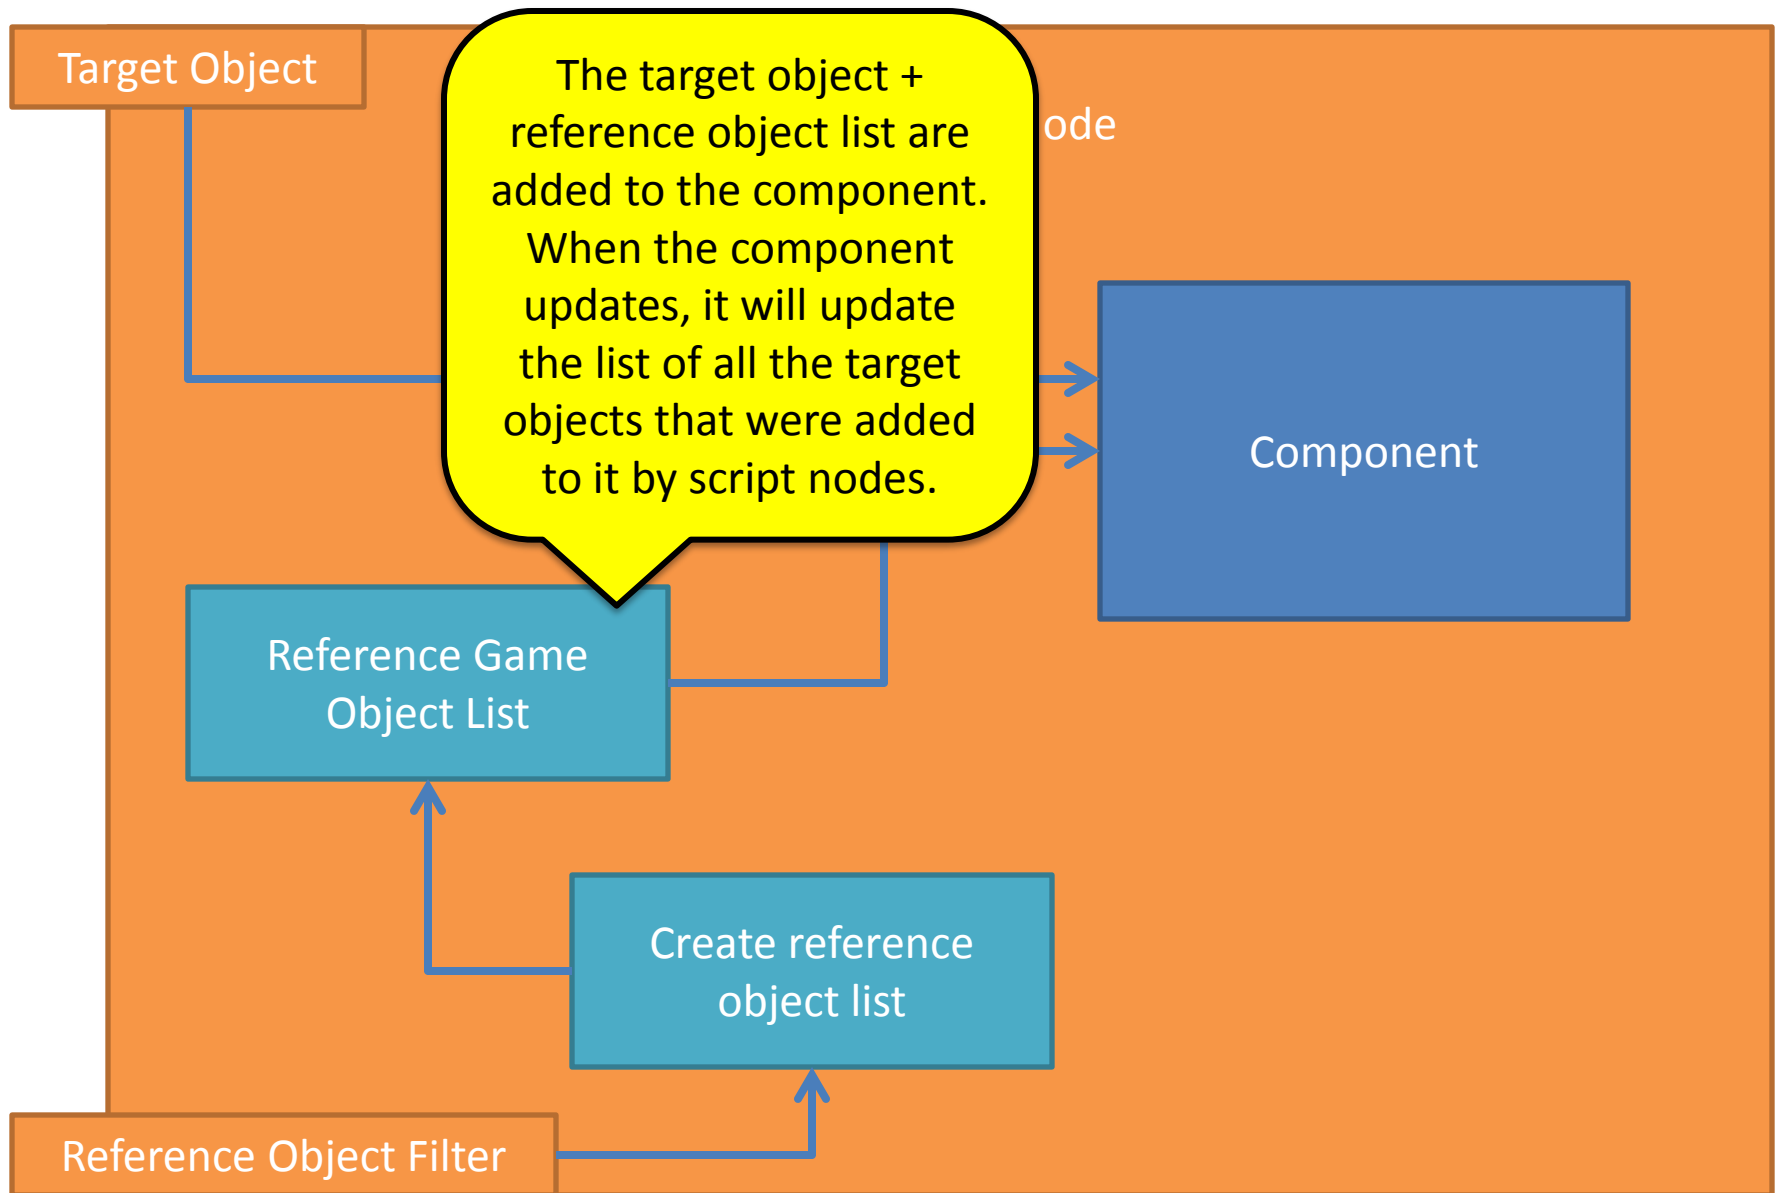 Target Object
The target object +
reference object list are
added to the component.
When the component
updates, it will update
the list of all the target
objects that were added
to it by script nodes.
ode
Component
Reference Game
Object List
Create reference
object list
Reference Object Filter